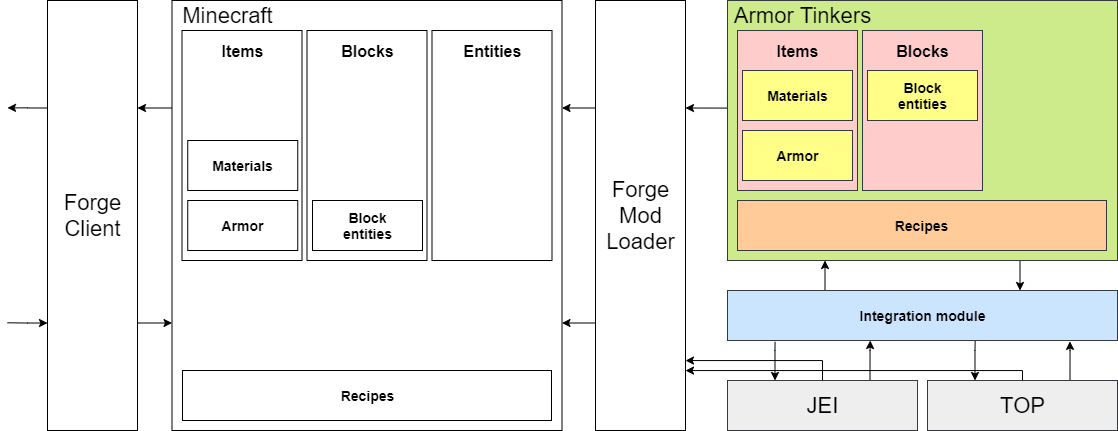 Minecraft
Armor Tinkers
Items
Blocks
Entities
Items
Blocks
Materials
Block
entities
Materials
Armor
Armor
Block
entities
Forge
Client
Forge
Mod
Loader
Recipes
Integration module
Recipes
JEI
TOP